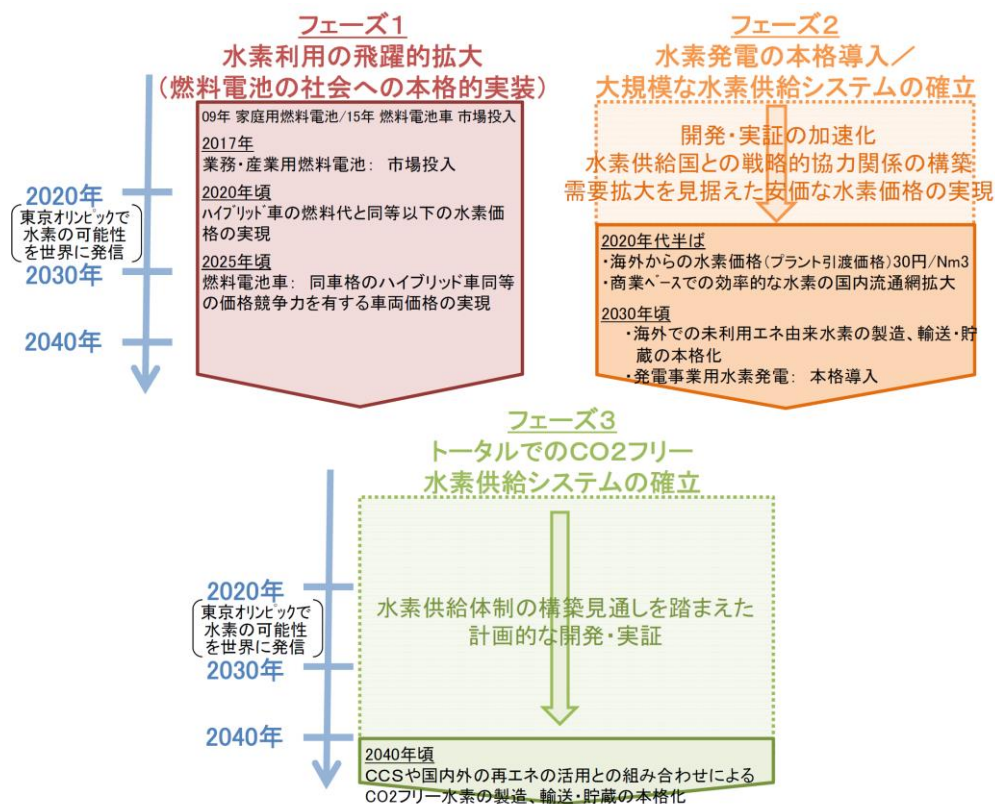 フェーズ1
水素利用の飛躍的拡大
（燃料電池の社会への本格的実装）
09年 家庭用燃料電池/15年 燃料電池車 市場投入
2017年
業務・産業用燃料電池： 市場投入
2020年頃
ﾊｲﾌﾞﾘｯﾄﾞ車の燃料代と同等以下の水素価
格の実現
2025年頃
燃料電池車： 同車格のハイブリッド車同等
の価格競争力を有する車両価格の実現
2020年
東京オリンピックで
水素の可能性
を世界に発信
2030年
2040年
フェーズ2
水素発電の本格導入／
大規模な水素供給システムの確立
開発・実証の加速化
水素供給国との戦略的協力関係の構築
需要拡大を見据えた安価な水素価格の実現
2020年代半ば
・海外からの水素価格（プラント引渡価格）30円/Nm3
・商業ﾍﾞｰｽでの効率的な水素の国内流通網拡大
2030年頃
・海外での未利用エネ由来水素の製造、輸送・貯
蔵の本格化
・発電事業用水素発電： 本格導入
フェーズ3
トータルでのCO2フリー
水素供給システムの確立
2020年
東京オリンピックで
水素の可能性
を世界に発信
2030年
2040年
水素供給体制の構築見通しを踏まえた
計画的な開発・実証
2040年頃
CCSや国内外の再エネの活用との組み合わせによる
CO2フリー水素の製造、輸送・貯蔵の本格化